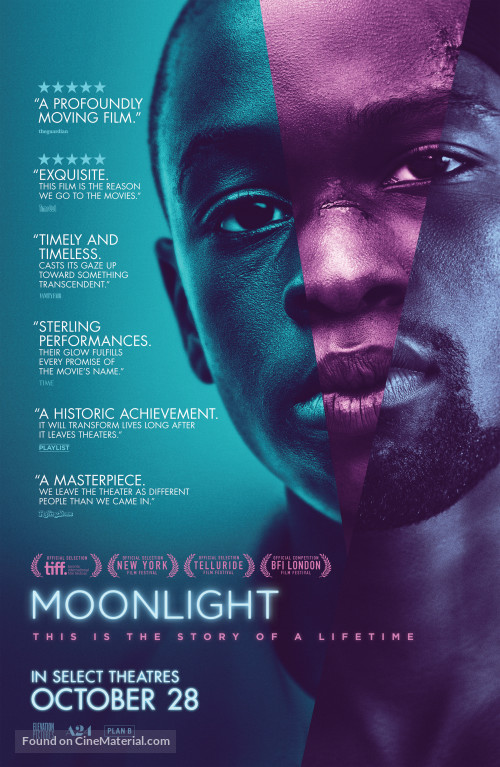 “A PROFOUNDLY
MOVING FILM.”
theguardian
“EXQUISITE.
THIS FILM IS THE REASON
WE GO TO THE MOVIES.”
“TIMELY AND
TIMELESS.
CASTS ITS GAZE UP
TOWARD SOMETHING
TRANSCENDENT.”
“STERLING
PERFORMANCES.
THEIR GLOW FULFILLS
EVERY PROMISE OF
THE MOVIE’S NAME.”
TIME
“A HISTORIC ACHIEVEMENT.
IT WILL TRANSFORM LIVES LONG AFTER
IT LEAVES THEATERS.”
PLAYLIST
“A MASTERPIECE.
WE LEAVE THE THEATER AS DIFFERENT
PEOPLE THAN WE CAME IN.”
RollingStone
OFFICIAL SELECTION
tiff.
OFFICIAL SELECTION
NEW YORK
FILM FESTIVAL
OFFICIAL SELECTION
TELLURIDE
FILM FESTIVAL
OFFICIAL COMPETITION
BFI LONDON
FILM FESTIVAL
MOONLIGHT
THIS IS THE STORY OF A LIFETIME
IN SELECT THEATRES
OCTOBER 28
ELEVATION A24 PLAN B
Found on CineMaterial.com